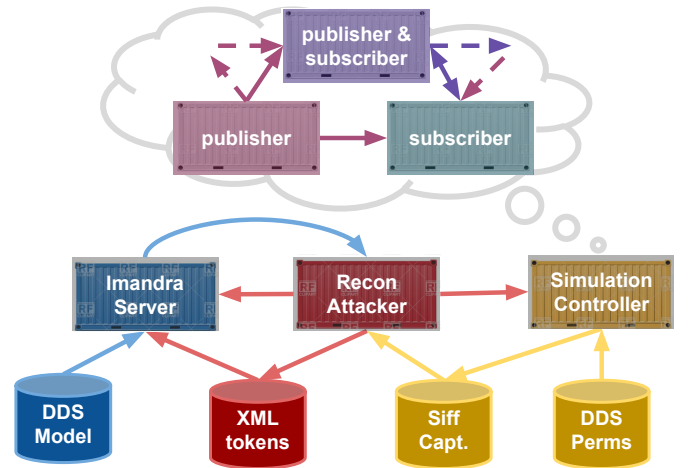 publisher &
subscriber
publisher
subscriber
Imandra
Server
Recon
Attacker
Simulation
Controller
DDS
Model
XML
tokens
Siff
Capt.
DDS
Perms